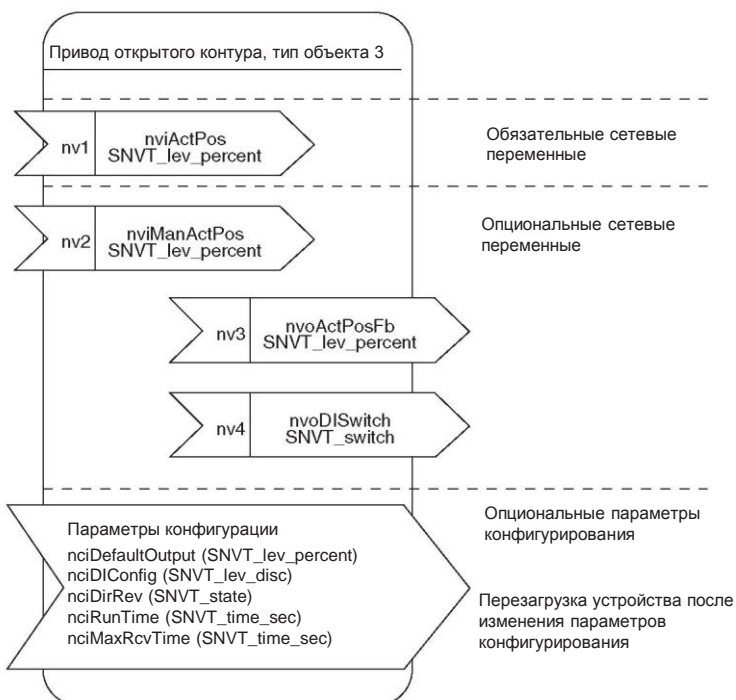 Привод открытого контура, тип объекта 3
nv1
nviActPos
SNVT_lev_percent
Обязательные сетевые
переменные
nv2
nviManActPos
SNVT_lev_percent
Опциональные сетевые
переменные
nv3
nvoActPosFb
SNVT_lev_percent
nv4
nvoDISwitch
SNVT_switch
Параметры конфигурации
nciDefaultOutput (SNVT_lev_percent)
nciDIConfig (SNVT_lev_disc)
nciDirRev (SNVT_state)
nciRunTime (SNVT_time_sec)
nciMaxRcvTime (SNVT_time_sec)
Опциональные параметры
конфигурирования
Перезагрузка устройства после
изменения параметров
конфигурирования